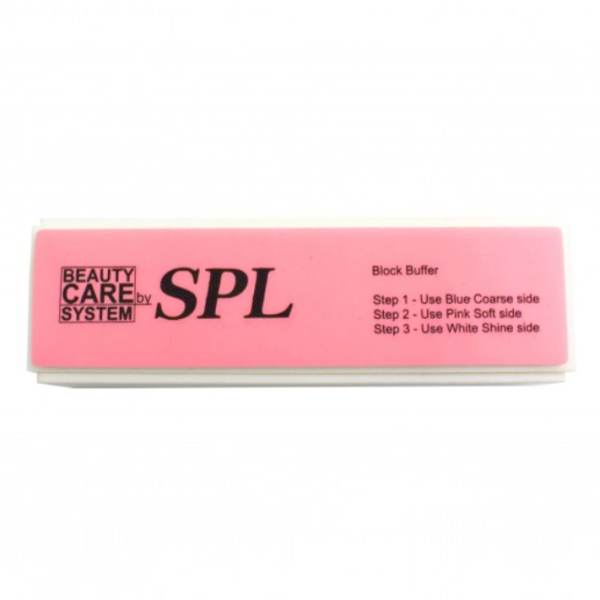 BEAUTY
CARE
SYSTEM
by
SPL
Block Buffer
Step 1 - Use Blue Coarse side
Step 2 - Use Pink Soft side
Step 3 - Use White Shine side